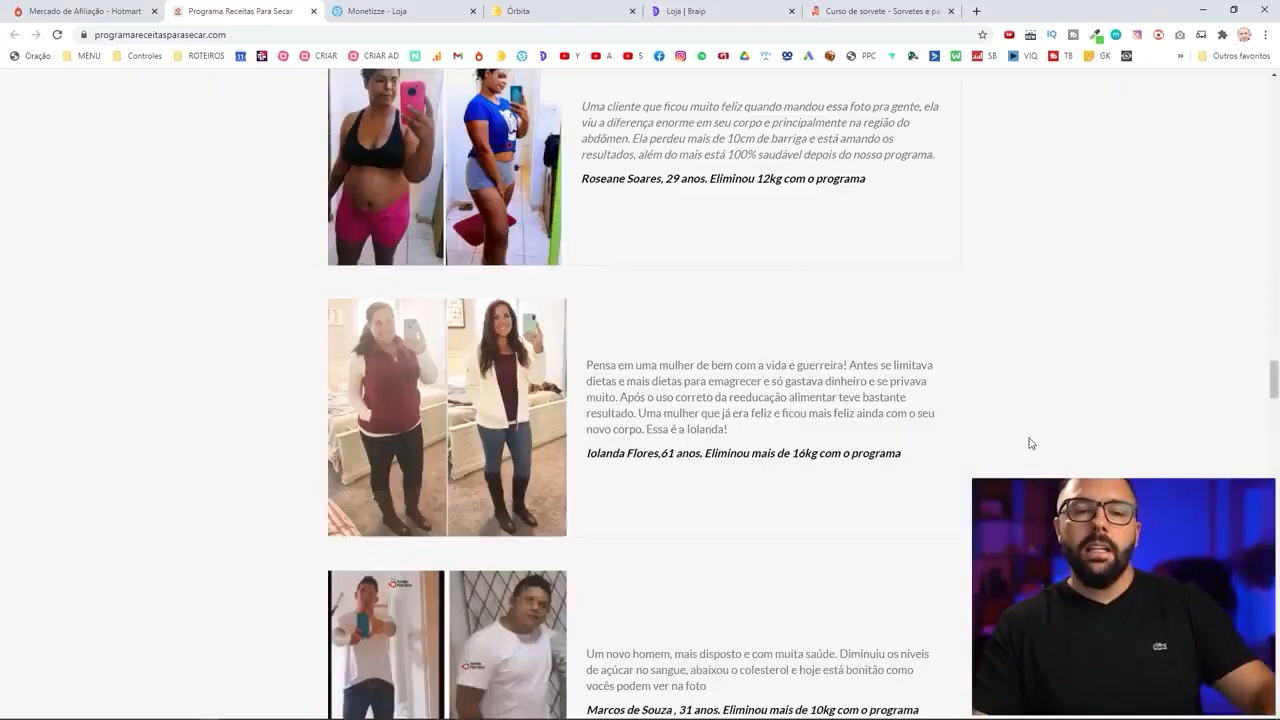 Mercado de Afiliação - Hotmart
Programa Receitas Para Secar
Monetizze - Loja
Órbita
Loja | Braip
Curso de sorvete - Sorvetes e pa
programareceitasparasecar.com
Oração
MENU
Controles
ROTEIROS
CRIAR
CRIAR AD
Y
A
S
PPC
SB
VIQ
TB
GK
Outros favoritos
Uma cliente que ficou muito feliz quando mandou essa foto pra gente, ela
viu a diferença enorme em seu corpo e principalmente na região do
abdômen. Ela perdeu mais de 10cm de barriga e está amando os
resultados, além do mais está 100% saudável depois do nosso programa.
Roseane Soares, 29 anos. Eliminou 12kg com o programa
Pensa em uma mulher de bem com a vida e guerreira! Antes se limitava
dietas e mais dietas para emagrecer e só gastava dinheiro e se privava
muito. Após o uso correto da reeducação alimentar teve bastante
resultado. Uma mulher que já era feliz e ficou mais feliz ainda com o seu
novo corpo. Essa é a Iolanda!
Iolanda Flores,61 anos. Eliminou mais de 16kg com o programa
Um novo homem, mais disposto e com muita saúde. Diminuiu os níveis
de açúcar no sangue, abaixou o colesterol e hoje está bonitão como
vocês podem ver na foto
Marcos de Souza , 31 anos. Eliminou mais de 10kg com o programa